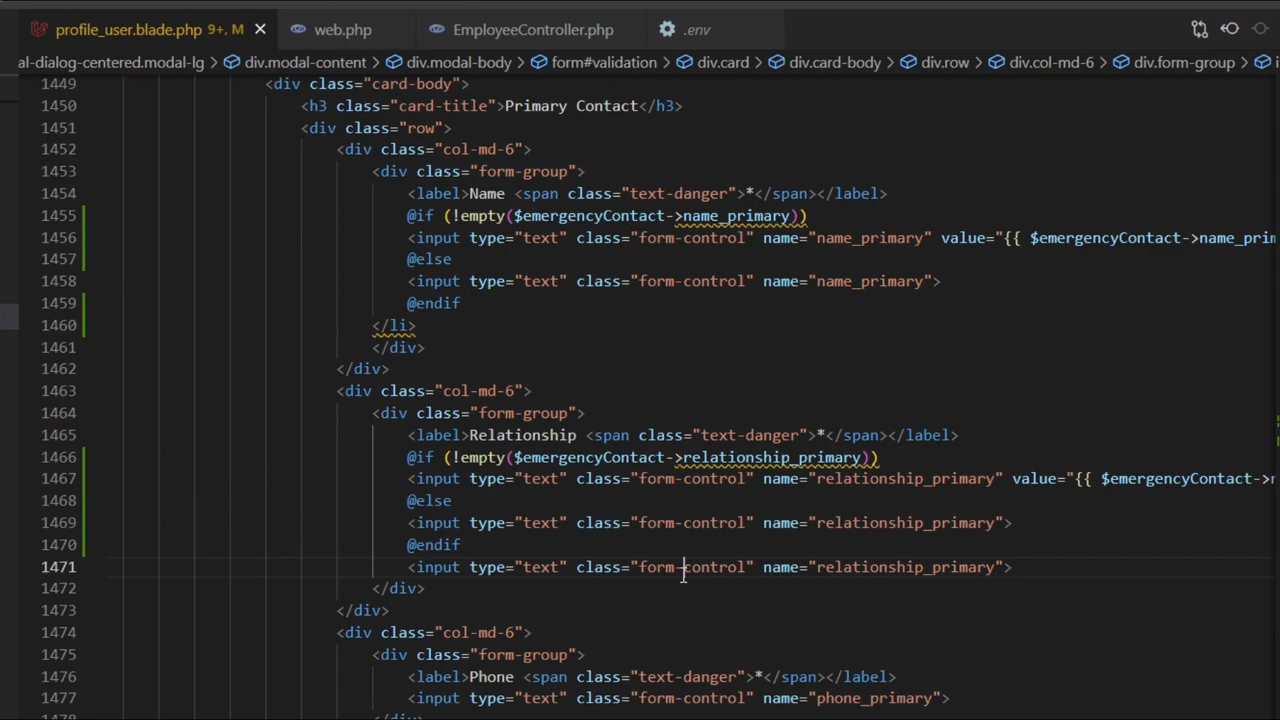 profile_user.blade.php 9+, M web.php EmployeeController.php .env
al-dialog-centered.modal-lg > div.modal-content > div.modal-body > form#validation > div.card > div.card-body > div.row > div.col-md-6 > div.form-group > i
1449 <div class="card-body">
1450 <h3 class="card-title">Primary Contact</h3>
1451 <div class="row">
1452 <div class="col-md-6">
1453 <div class="form-group">
1454 <label>Name <span class="text-danger">*</span></label>
1455 @if (!empty($emergencyContact->name_primary))
1456 <input type="text" class="form-control" name="name_primary" value="{{ $emergencyContact->name_prim
1457 @else
1458 <input type="text" class="form-control" name="name_primary">
1459 @endif
1460 </li>
1461 </div>
1462 </div>
1463 <div class="col-md-6">
1464 <div class="form-group">
1465 <label>Relationship <span class="text-danger">*</span></label>
1466 @if (!empty($emergencyContact->relationship_primary))
1467 <input type="text" class="form-control" name="relationship_primary" value="{{ $emergencyContact->
1468 @else
1469 <input type="text" class="form-control" name="relationship_primary">
1470 @endif
1471 <input type="text" class="form-control" name="relationship_primary">
1472 </div>
1473 </div>
1474 <div class="col-md-6">
1475 <div class="form-group">
1476 <label>Phone <span class="text-danger">*</span></label>
1477 <input type="text" class="form-control" name="phone_primary">